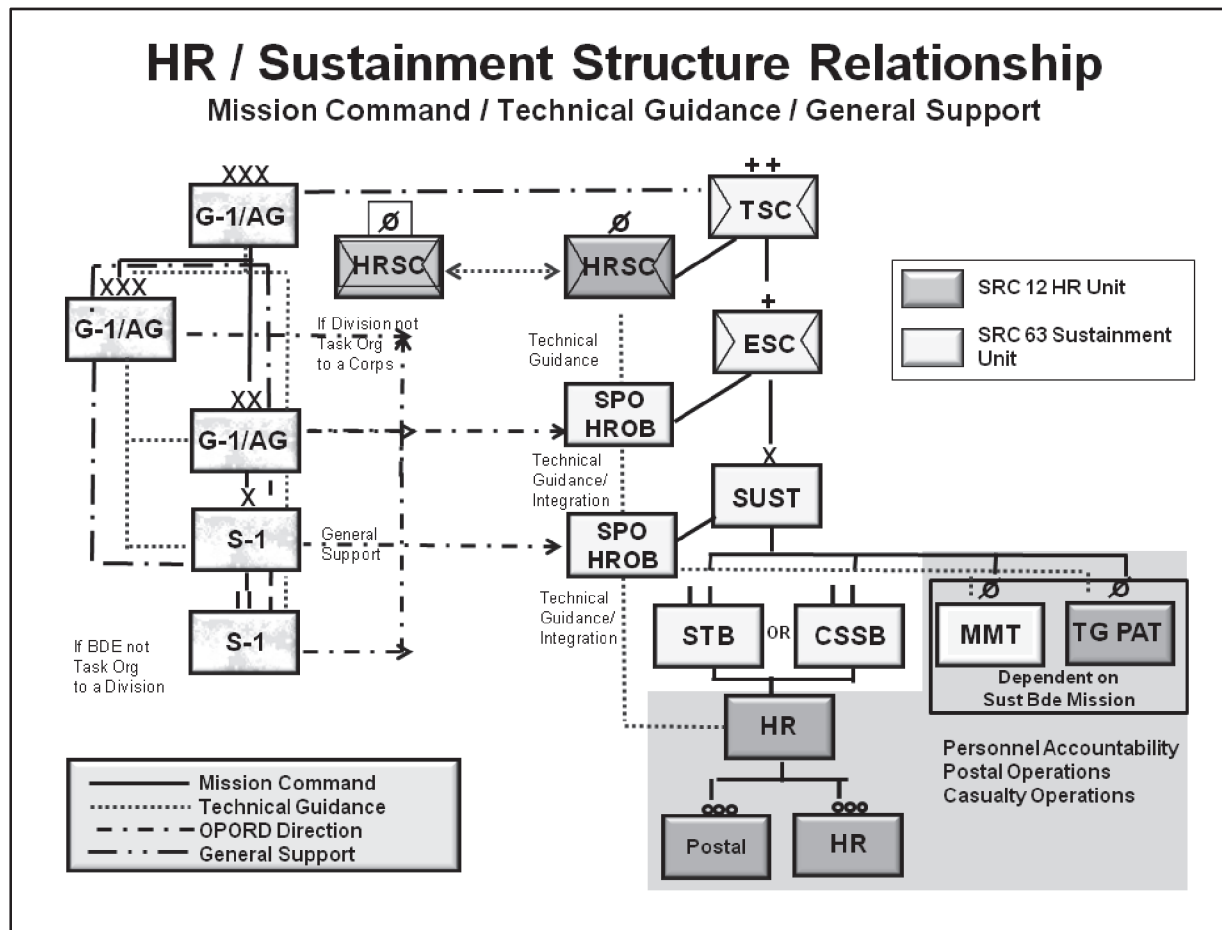 HR / Sustainment Structure Relationship
Mission Command / Technical Guidance / General Support
XXX
G-1/AG
XXX
G-1/AG
XX
G-1/AG
X
S-1
II
S-1
If Division not
Task Org
to a Corps
General
Support
If BDE not
Task Org
to a Division
Ø
HRSC
Ø
HRSC
++
TSC
+
ESC
Technical
Guidance
SPO
HROB
Technical
Guidance/
Integration
X
SUST
SPO
HROB
Technical
Guidance/
Integration
II
STB
OR
II
CSSB
Ø
MMT
Ø
TG PAT
Dependent on
Sust Bde Mission
I
HR
Postal
HR
Personnel Accountability
Postal Operations
Casualty Operations
SRC 12 HR Unit
SRC 63 Sustainment
Unit
Mission Command
Technical Guidance
OPORD Direction
General Support